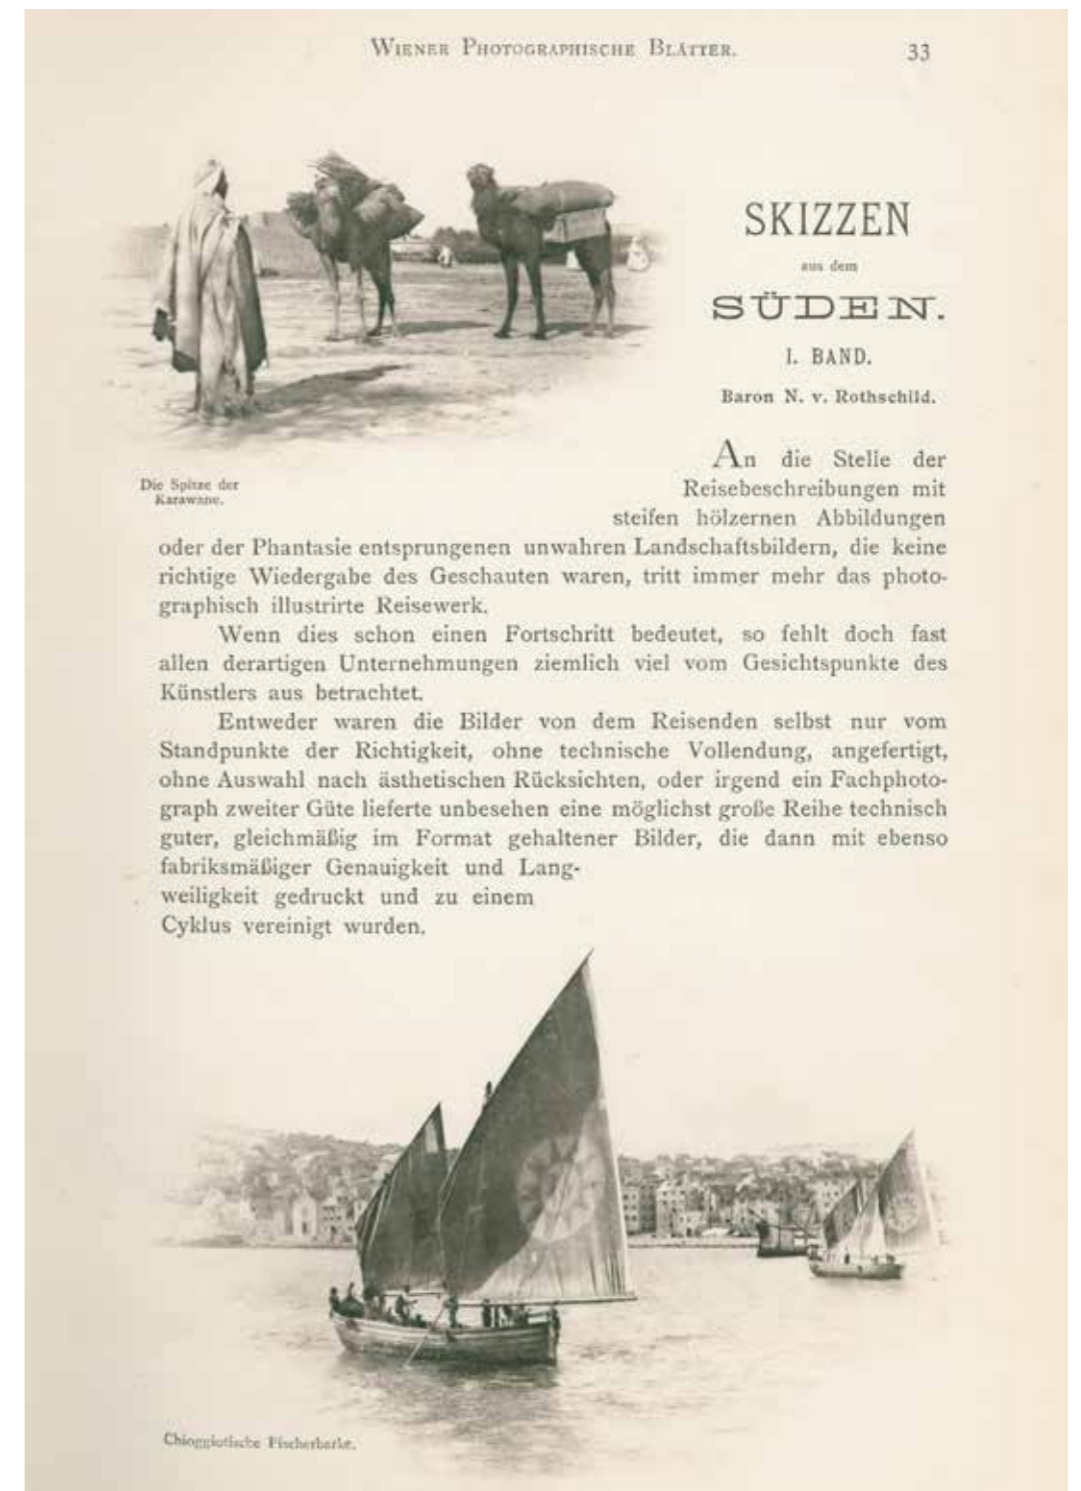 WIENER PHOTOGRAPHISCHE BLÄTTER.
33
SKIZZEN
aus dem
SÜDEN.
I. BAND.
Baron N. v. Rothschild.
Die Spitze der
Karawane.
An die Stelle der
Reisebeschreibungen mit
steifen hölzernen Abbildungen
oder der Phantasie entsprungenen unwahren Landschaftsbildern, die keine
richtige Wiedergabe des Geschauten waren, tritt immer mehr das photo-
graphisch illustrirte Reisewerk.
Wenn dies schon einen Fortschritt bedeutet, so fehlt doch fast
allen derartigen Unternehmungen ziemlich viel vom Gesichtspunkte des
Künstlers aus betrachtet.
Entweder waren die Bilder von dem Reisenden selbst nur vom
Standpunkte der Richtigkeit, ohne technische Vollendung, angefertigt,
ohne Auswahl nach ästhetischen Rücksichten, oder irgend ein Fachphoto-
graph zweiter Güte lieferte unbesehen eine möglichst große Reihe technisch
guter, gleichmäßig im Format gehaltener Bilder, die dann mit ebenso
fabriksmäßiger Genauigkeit und Lang-
weiligkeit gedruckt und zu einem
Cyklus vereinigt wurden.
Chioggiotische Fischerbarke.